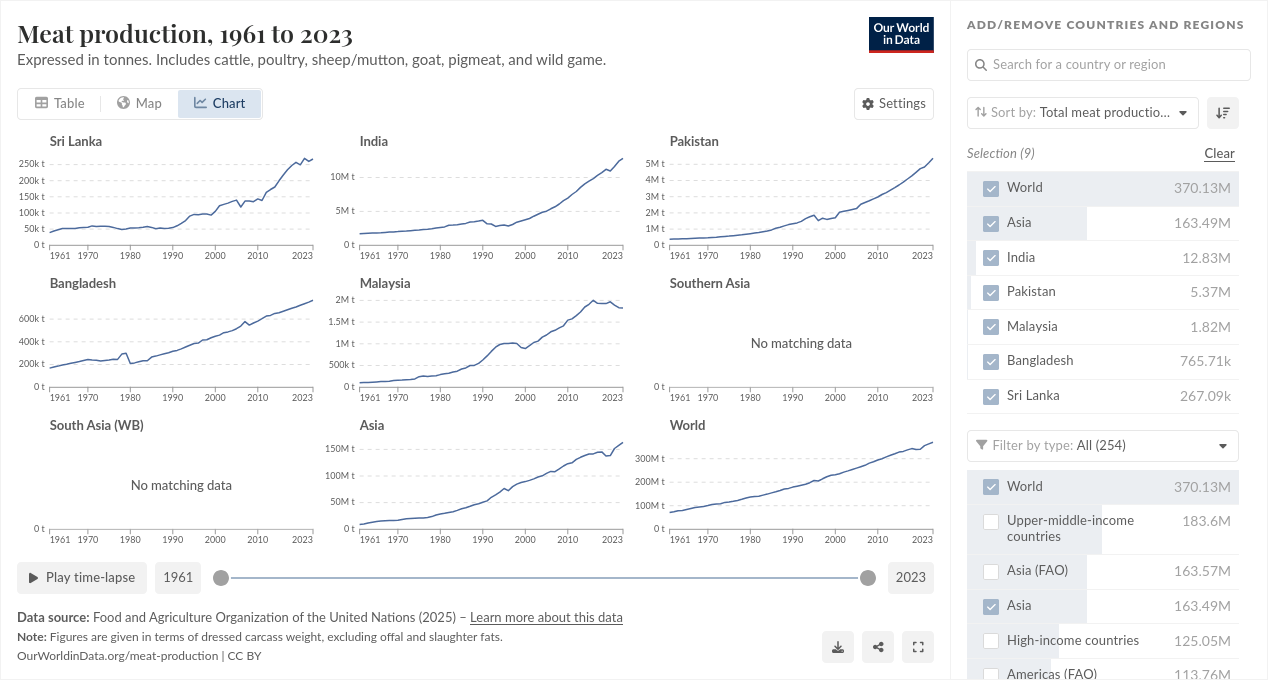 Meat production, 1961 to 2023
Expressed in tonnes. Includes cattle, poultry, sheep/mutton, goat, pigmeat, and wild game.
Our World
in Data
Table
Map
Chart
Settings
Sri Lanka
250k t
200k t
150k t
100k t
50k t
0 t
1961 1970 1980 1990 2000 2010 2023
India
10M t
5M t
0 t
1961 1970 1980 1990 2000 2010 2023
Pakistan
5M t
4M t
3M t
2M t
1M t
0 t
1961 1970 1980 1990 2000 2010 2023
Bangladesh
600k t
400k t
200k t
0 t
1961 1970 1980 1990 2000 2010 2023
Malaysia
2M t
1.5M t
1M t
500k t
0 t
1961 1970 1980 1990 2000 2010 2023
Southern Asia
No matching data
0 t
1961 1970 1980 1990 2000 2010 2023
South Asia (WB)
No matching data
0 t
1961 1970 1980 1990 2000 2010 2023
Asia
150M t
100M t
50M t
0 t
1961 1970 1980 1990 2000 2010 2023
World
300M t
200M t
100M t
0 t
1961 1970 1980 1990 2000 2010 2023
Play time-lapse
1961
2023
Data source: Food and Agriculture Organization of the United Nations (2025) – Learn more about this data
Note: Figures are given in terms of dressed carcass weight, excluding offal and slaughter fats.
OurWorldinData.org/meat-production | CC BY
ADD/REMOVE COUNTRIES AND REGIONS
Search for a country or region
Sort by: Total meat productio...
Selection (9)
Clear
World 370.13M
Asia 163.49M
India 12.83M
Pakistan 5.37M
Malaysia 1.82M
Bangladesh 765.71k
Sri Lanka 267.09k
Filter by type: All (254)
World 370.13M
Upper-middle-income 183.6M
countries
Asia (FAO) 163.57M
Asia 163.49M
High-income countries 125.05M
Americas (FAO) 113.76M